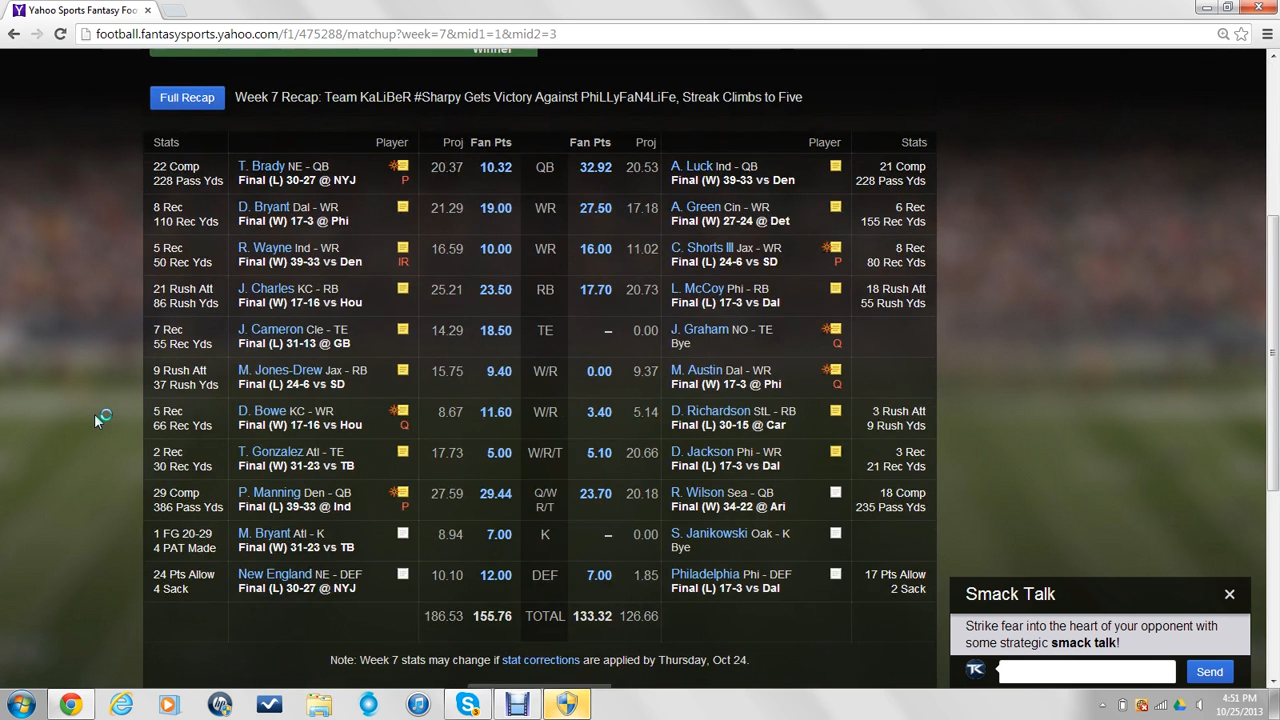 Yahoo Sports Fantasy Foo
football.fantasysports.yahoo.com/f1/475288/matchup?week=7&mid1=1&mid2=3
Winner
Full Recap Week 7 Recap: Team KaLiBeR #Sharpy Gets Victory Against PhiLLyFaN4LiFe, Streak Climbs to Five
Stats Player Proj Fan Pts Fan Pts Proj Player Stats
22 Comp T. Brady NE - QB 20.37 10.32 QB 32.92 20.53 A. Luck Ind - QB 21 Comp
228 Pass Yds Final (L) 30-27 @ NYJ P Final (W) 39-33 vs Den 228 Pass Yds
8 Rec D. Bryant Dal - WR 21.29 19.00 WR 27.50 17.18 A. Green Cin - WR 6 Rec
110 Rec Yds Final (W) 17-3 @ Phi Final (W) 27-24 @ Det 155 Rec Yds
5 Rec R. Wayne Ind - WR 16.59 10.00 WR 16.00 11.02 C. Shorts III Jax - WR 8 Rec
50 Rec Yds Final (W) 39-33 vs Den IR Final (L) 24-6 vs SD P 80 Rec Yds
21 Rush Att J. Charles KC - RB 25.21 23.50 RB 17.70 20.73 L. McCoy Phi - RB 18 Rush Att
86 Rush Yds Final (W) 17-16 vs Hou Final (L) 17-3 vs Dal 55 Rush Yds
7 Rec J. Cameron Cle - TE 14.29 18.50 TE – 0.00 J. Graham NO - TE
55 Rec Yds Final (L) 31-13 @ GB Bye Q
9 Rush Att M. Jones-Drew Jax - RB 15.75 9.40 W/R 0.00 9.37 M. Austin Dal - WR
37 Rush Yds Final (L) 24-6 vs SD Final (W) 17-3 @ Phi Q
5 Rec D. Bowe KC - WR 8.67 11.60 W/R 3.40 5.14 D. Richardson StL - RB 3 Rush Att
66 Rec Yds Final (W) 17-16 vs Hou Q Final (L) 30-15 @ Car 9 Rush Yds
2 Rec T. Gonzalez Atl - TE 17.73 5.00 W/R/T 5.10 20.66 D. Jackson Phi - WR 3 Rec
30 Rec Yds Final (W) 31-23 vs TB Final (L) 17-3 vs Dal 21 Rec Yds
29 Comp P. Manning Den - QB 27.59 29.44 Q/W 23.70 20.18 R. Wilson Sea - QB 18 Comp
386 Pass Yds Final (L) 39-33 @ Ind P R/T Final (W) 34-22 @ Ari 235 Pass Yds
1 FG 20-29 M. Bryant Atl - K 8.94 7.00 K – 0.00 S. Janikowski Oak - K
4 PAT Made Final (W) 31-23 vs TB Bye
24 Pts Allow New England NE - DEF 10.10 12.00 DEF 7.00 1.85 Philadelphia Phi - DEF 17 Pts Allow
4 Sack Final (L) 30-27 @ NYJ Final (L) 17-3 vs Dal 2 Sack
186.53 155.76 TOTAL 133.32 126.66
Note: Week 7 stats may change if stat corrections are applied by Thursday, Oct 24.
Smack Talk
Strike fear into the heart of your opponent with
some strategic smack talk!
Send
4:51 PM
10/25/2013